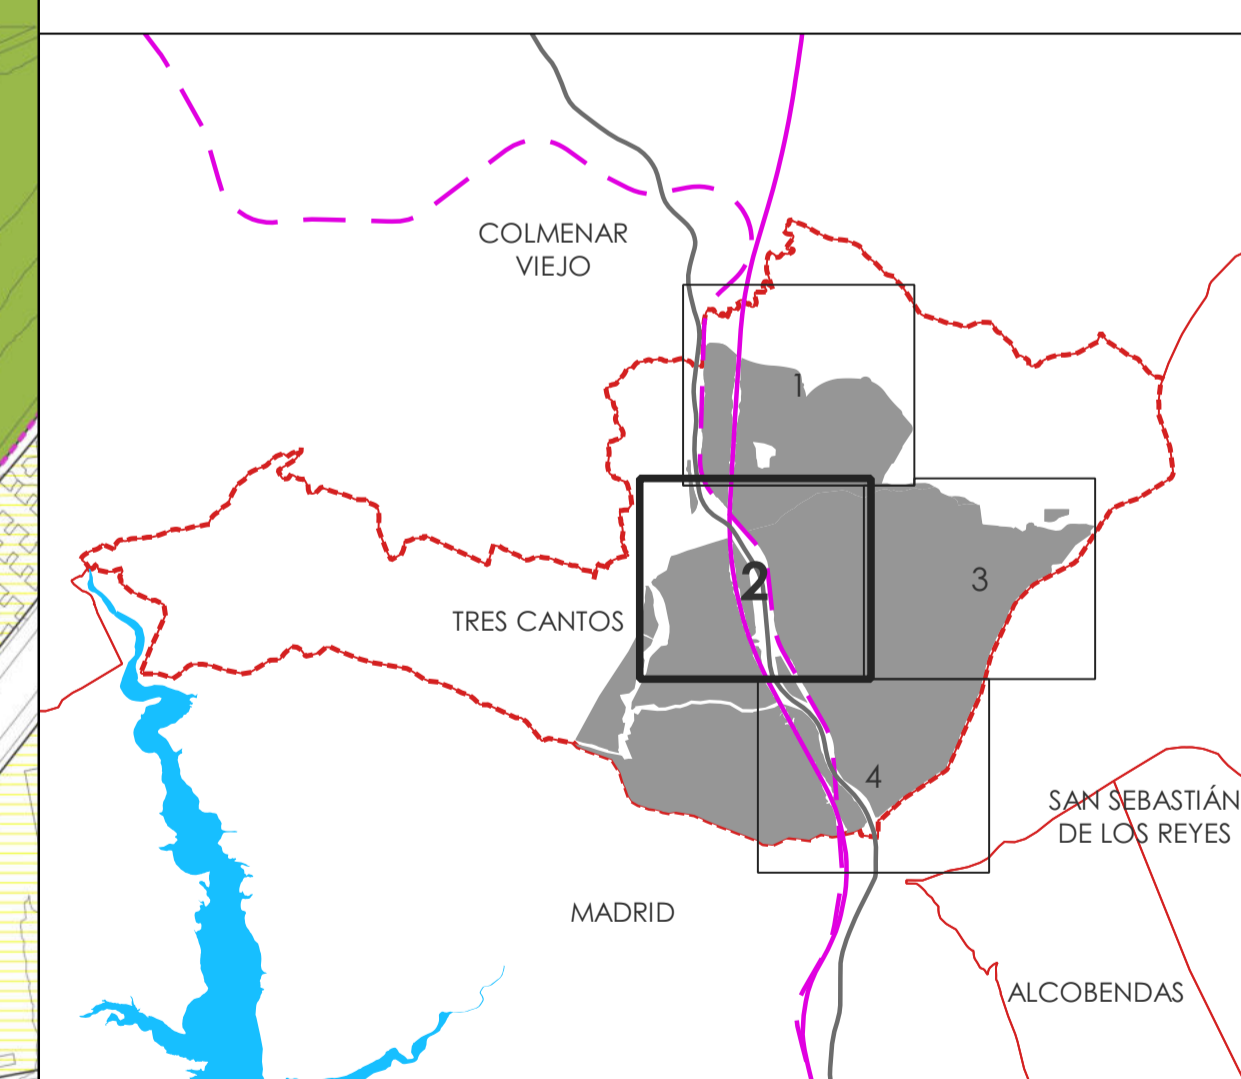 COLMENAR
VIEJO
1
2
3
TRES CANTOS
4
SAN SEBASTIÁN
DE LOS REYES
MADRID
ALCOBENDAS